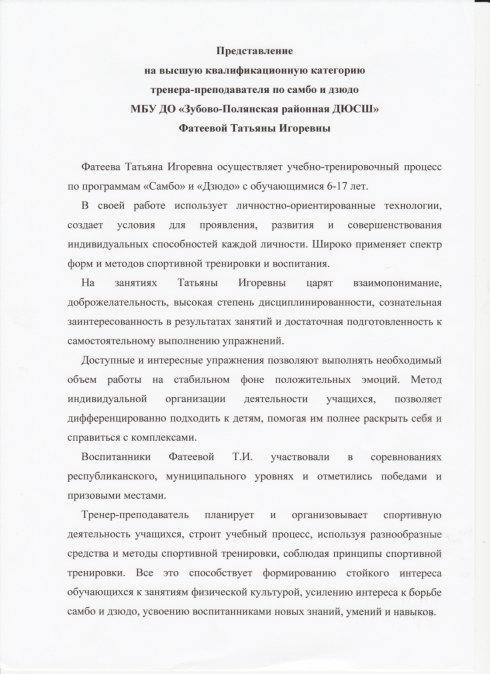 Представление
на высшую квалификационную категорию
тренера-преподавателя по самбо и дзюдо
МБУ ДО «Зубово-Полянская районная ДЮСШ»
Фатеевой Татьяны Игоревны
Фатеева Татьяна Игоревна осуществляет учебно-тренировочный процесс
по программам «Самбо» и «Дзюдо» с обучающимися 6-17 лет.
В своей работе использует личностно-ориентированные технологии,
создает условия для проявления, развития и совершенствования
индивидуальных способностей каждой личности. Широко применяет спектр
форм и методов спортивной тренировки и воспитания.
На занятиях Татьяны Игоревны царят взаимопонимание,
доброжелательность, высокая степень дисциплинированности, сознательная
заинтересованность в результатах занятий и достаточная подготовленность к
самостоятельному выполнению упражнений.
Доступные и интересные упражнения позволяют выполнять необходимый
объем работы на стабильном фоне положительных эмоций. Метод
индивидуальной организации деятельности учащихся, позволяет
дифференцированно подходить к детям, помогая им полнее раскрыть себя и
справиться с комплексами.
Воспитанники Фатеевой Т.И. участвовали в соревнованиях
республиканского, муниципального уровнях и отметились победами и
призовыми местами.
Тренер-преподаватель планирует и организовывает спортивную
деятельность учащихся, строит учебный процесс, используя разнообразные
средства и методы спортивной тренировки, соблюдая принципы спортивной
тренировки. Все это способствует формированию стойкого интереса
обучающихся к занятиям физической культурой, усилению интереса к борьбе
самбо и дзюдо, усвоению воспитанниками новых знаний, умений и навыков.